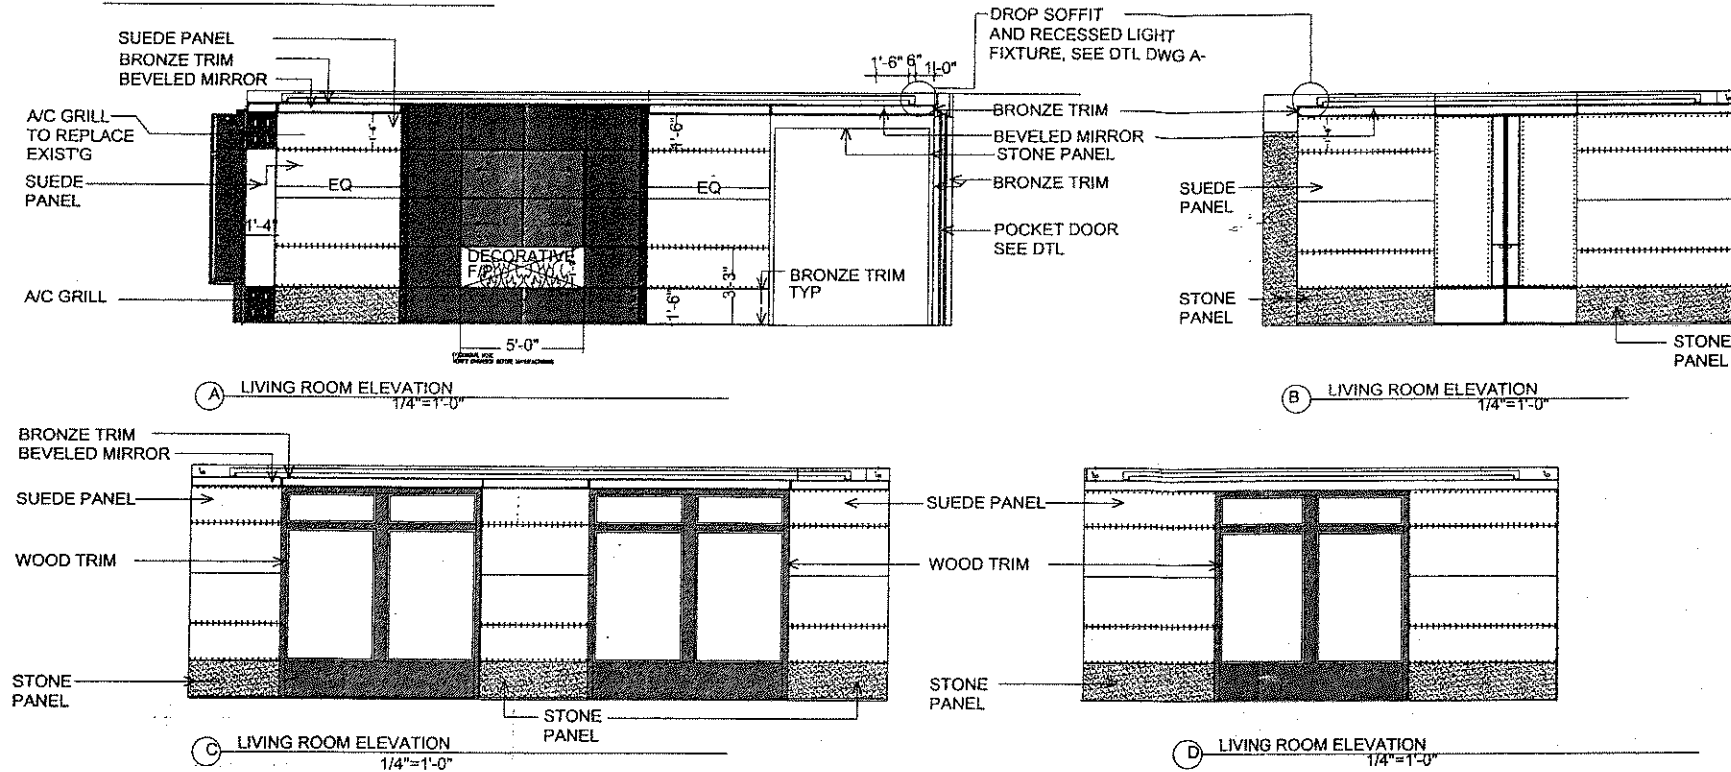 SUEDE PANEL
BRONZE TRIM
BEVELED MIRROR
A/C GRILL
TO REPLACE
EXIST'G
SUEDE
PANEL
A/C GRILL
1'-4"
EQ
DECORATIVE
F/P
5'-0"
1'-6"
EQ
3'-3"
1'-6"
BRONZE TRIM
TYP
1'-6" 6" 1'-0"
DROP SOFFIT
AND RECESSED LIGHT
FIXTURE, SEE DTL DWG A-
BRONZE TRIM
BEVELED MIRROR
STONE PANEL
BRONZE TRIM
POCKET DOOR
SEE DTL
A LIVING ROOM ELEVATION
1/4"=1'-0"
SUEDE
PANEL
STONE
PANEL
STONE
PANEL
B LIVING ROOM ELEVATION
1/4"=1'-0"
BRONZE TRIM
BEVELED MIRROR
SUEDE PANEL
WOOD TRIM
STONE
PANEL
STONE
PANEL
C LIVING ROOM ELEVATION
1/4"=1'-0"
SUEDE PANEL
WOOD TRIM
STONE
PANEL
D LIVING ROOM ELEVATION
1/4"=1'-0"